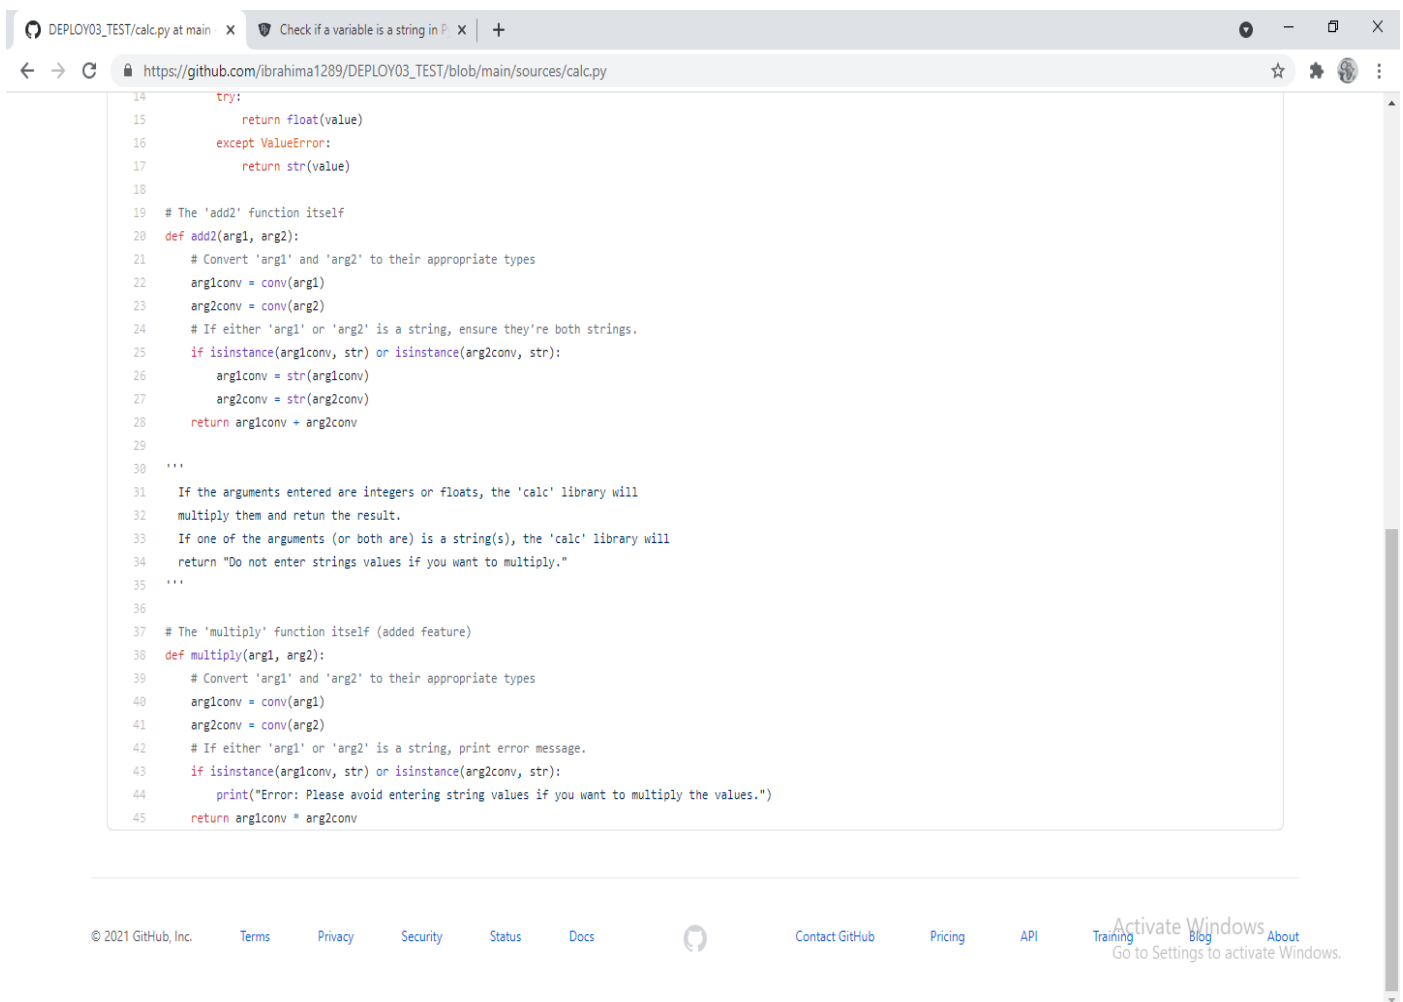 DEPLOY03_TEST/calc.py at main
Check if a variable is a string in P
https://github.com/ibrahima1289/DEPLOY03_TEST/blob/main/sources/calc.py
14 try:
15 return float(value)
16 except ValueError:
17 return str(value)
18
19 # The 'add2' function itself
20 def add2(arg1, arg2):
21 # Convert 'arg1' and 'arg2' to their appropriate types
22 arg1conv = conv(arg1)
23 arg2conv = conv(arg2)
24 # If either 'arg1' or 'arg2' is a string, ensure they're both strings.
25 if isinstance(arg1conv, str) or isinstance(arg2conv, str):
26 arg1conv = str(arg1conv)
27 arg2conv = str(arg2conv)
28 return arg1conv + arg2conv
29
30 '''
31 If the arguments entered are integers or floats, the 'calc' library will
32 multiply them and retun the result.
33 If one of the arguments (or both are) is a string(s), the 'calc' library will
34 return "Do not enter strings values if you want to multiply."
35 '''
36
37 # The 'multiply' function itself (added feature)
38 def multiply(arg1, arg2):
39 # Convert 'arg1' and 'arg2' to their appropriate types
40 arg1conv = conv(arg1)
41 arg2conv = conv(arg2)
42 # If either 'arg1' or 'arg2' is a string, print error message.
43 if isinstance(arg1conv, str) or isinstance(arg2conv, str):
44 print("Error: Please avoid entering string values if you want to multiply the values.")
45 return arg1conv * arg2conv
© 2021 GitHub, Inc. Terms Privacy Security Status Docs Contact GitHub Pricing API Training Blog About
Activate Windows
Go to Settings to activate Windows.